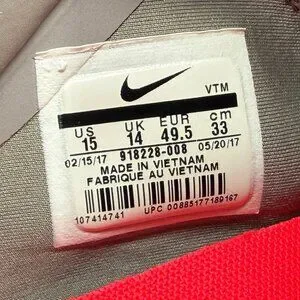 VTM
US UK EUR cm
15 14 49.5 33
02/15/17 918228-008 05/20/17
MADE IN VIETNAM
FABRIQUE AU VIETNAM
107414741 UPC 00885177189167